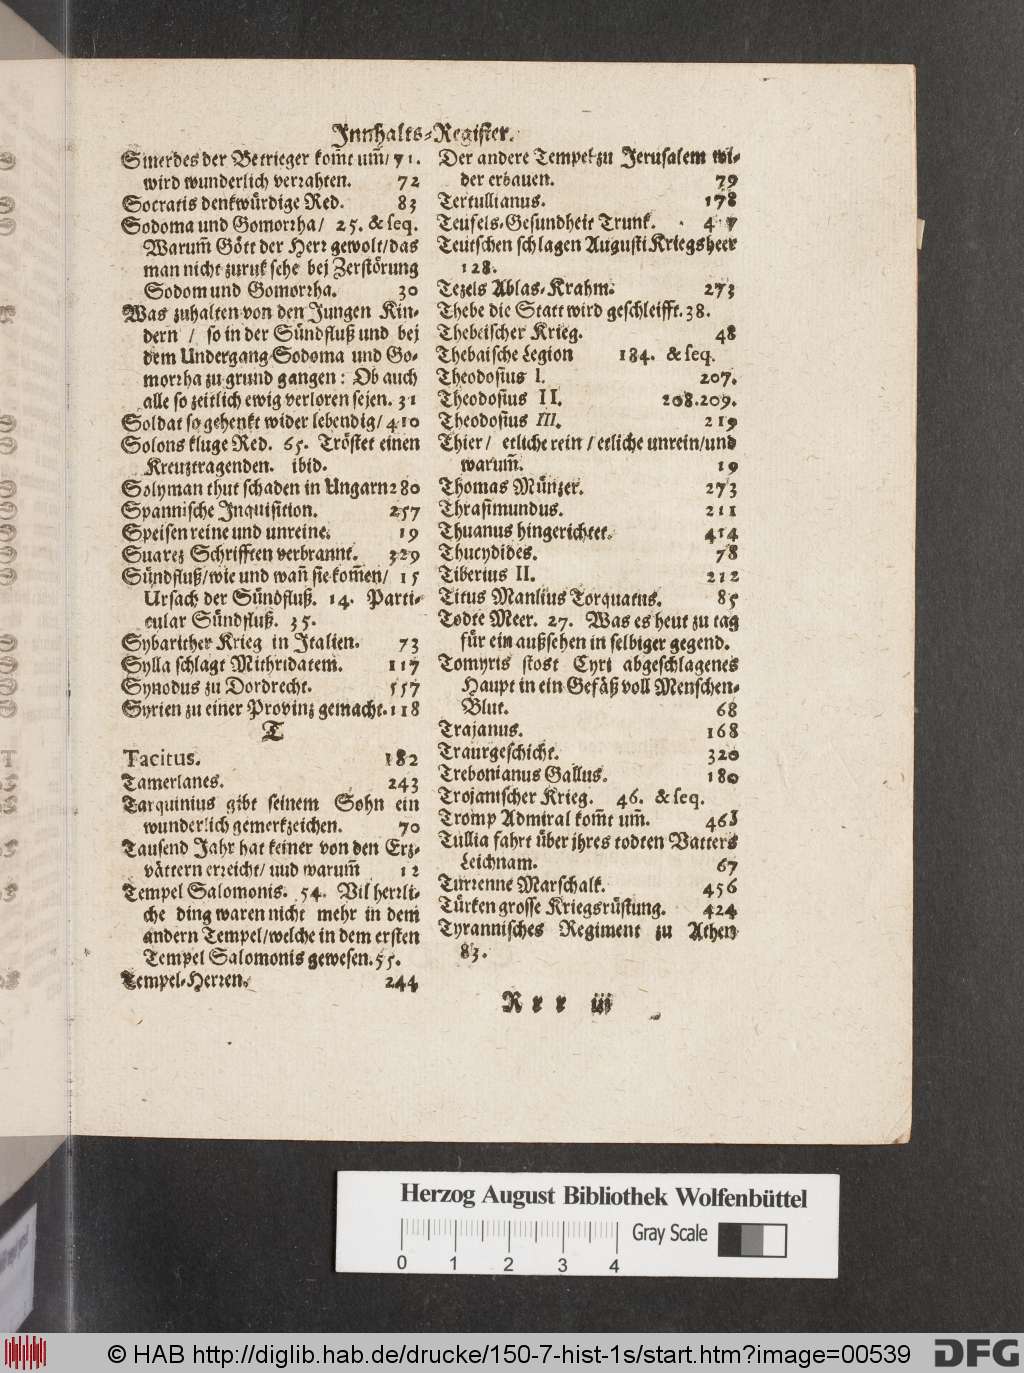 Innhalts-Register.
Smerdes der Betrieger kom̃t um̃/ 71.
wird wunderlich verrahten. 72
Socratis denkwürdige Red. 83
Sodoma und Gomorrha/ 25. & seq.
Warum̃ Gött der Herr gewolt/das
man nicht zuruk sehe bej Zerstörung
Sodom und Gomorrha. 30
Was zuhalten von den Jungen Kin-
dern / so in der Sündfluß und bej
dem Undergang Sodoma und Go-
morrha zu grund gangen: Ob auch
alle so zeitlich ewig verloren sejen. 31
Soldat so gehenkt wider lebendig/ 410
Solons kluge Red. 65. Tröstet einen
Kreuztragenden. ibid.
Solyman thut schaden in Ungarn 280
Spannische Inquisition. 257
Speisen reine und unreine. 19
Suarez Schrifften verbrannt. 329
Sündfluß/wie und wañ sie kom̃en/ 15
Ursach der Sündfluß. 14. Parti-
cular Sündfluß. 35.
Sybarither Krieg in Italien. 73
Sylla schlagt Mithridatem. 117
Synodus zu Dordrecht. 557
Syrien zu einer Provinz gemacht. 118
T
Tacitus. 182
Tamerlanes. 243
Tarquinius gibt seinem Sohn ein
wunderlich gemerkzeichen. 70
Tausend Jahr hat keiner von den Erz-
vättern erreicht/ und warum̃ 12
Tempel Salomonis. 54. Vil herrli-
che ding waren nicht mehr in dem
andern Tempel/welche in dem ersten
Tempel Salomonis gewesen. 55.
Tempel-Herren. 244
Der andere Tempel zu Jerusalem wi-
der erbauen. 79
Tertullianus. 178
Teufels-Gesundheit Trunk.
Teutschen schlagen Augusti Kriegsheer
128.
Tezels Ablas-Krahm. 273
Thebe die Statt wird geschleifft. 38.
Thebeischer Krieg. 48
Thebaische Legion 184. & seq.
Theodosius I. 207.
Theodosius II. 208.209.
Theodosius III. 219
Thier/ etliche rein / etliche unrein/und
warum̃. 19
Thomas Münzer. 273
Thrasimundus. 211
Thuanus hingerichtet. 414
Thucydides. 78
Tiberius II. 212
Titus Manlius Torquatus. 85
Todte Meer. 27. Was es heut zu tag
für ein außsehen in selbiger gegend.
Tomyris stost Cyri abgeschlagenes
Haupt in ein Gefäß voll Menschen-
Blut. 68
Trajanus. 168
Traurgeschicht. 320
Trebonianus Gallus. 180
Trojanischer Krieg. 46. & seq.
Tromp Admiral kom̃t um̃. 463
Tullia fahrt über jhres todten Vatters
Leichnam. 67
Turrenne Marschalk. 456
Türken grosse Kriegsrüstung. 424
Tyrannisches Regiment zu Athen
83.
Rrr iij
Herzog August Bibliothek Wolfenbüttel
Gray Scale
0 1 2 3 4
© HAB http://diglib.hab.de/drucke/150-7-hist-1s/start.htm?image=00539
DFG